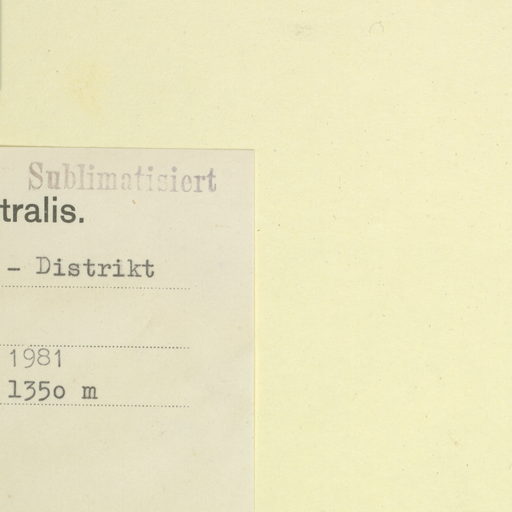 Sublimatisiert
tralis.
- Distrikt
1981
135o m